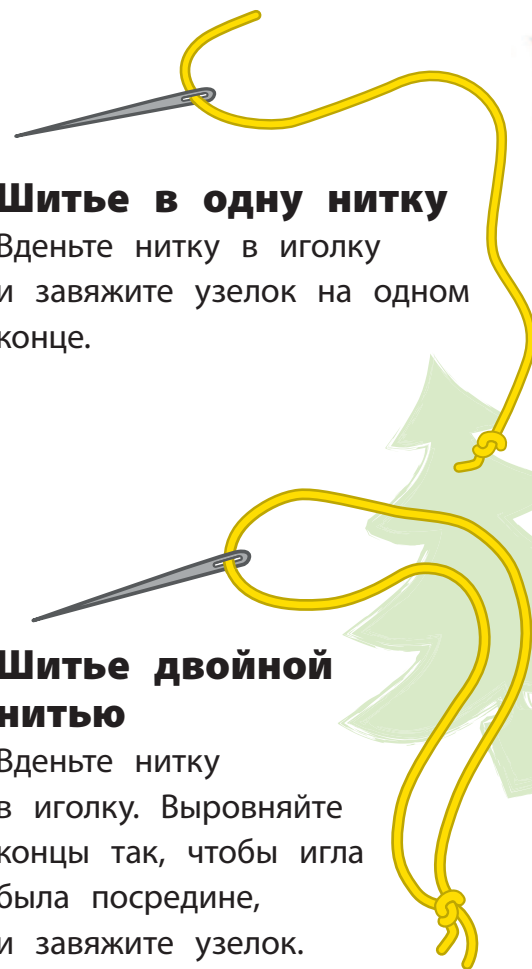 Шитье в одну нитку
Вденьте нитку в иголку
и завяжите узелок на одном
конце.
Шитье двойной
нитью
Вденьте нитку
в иголку. Выровняйте
концы так, чтобы игла
была посредине,
и завяжите узелок.